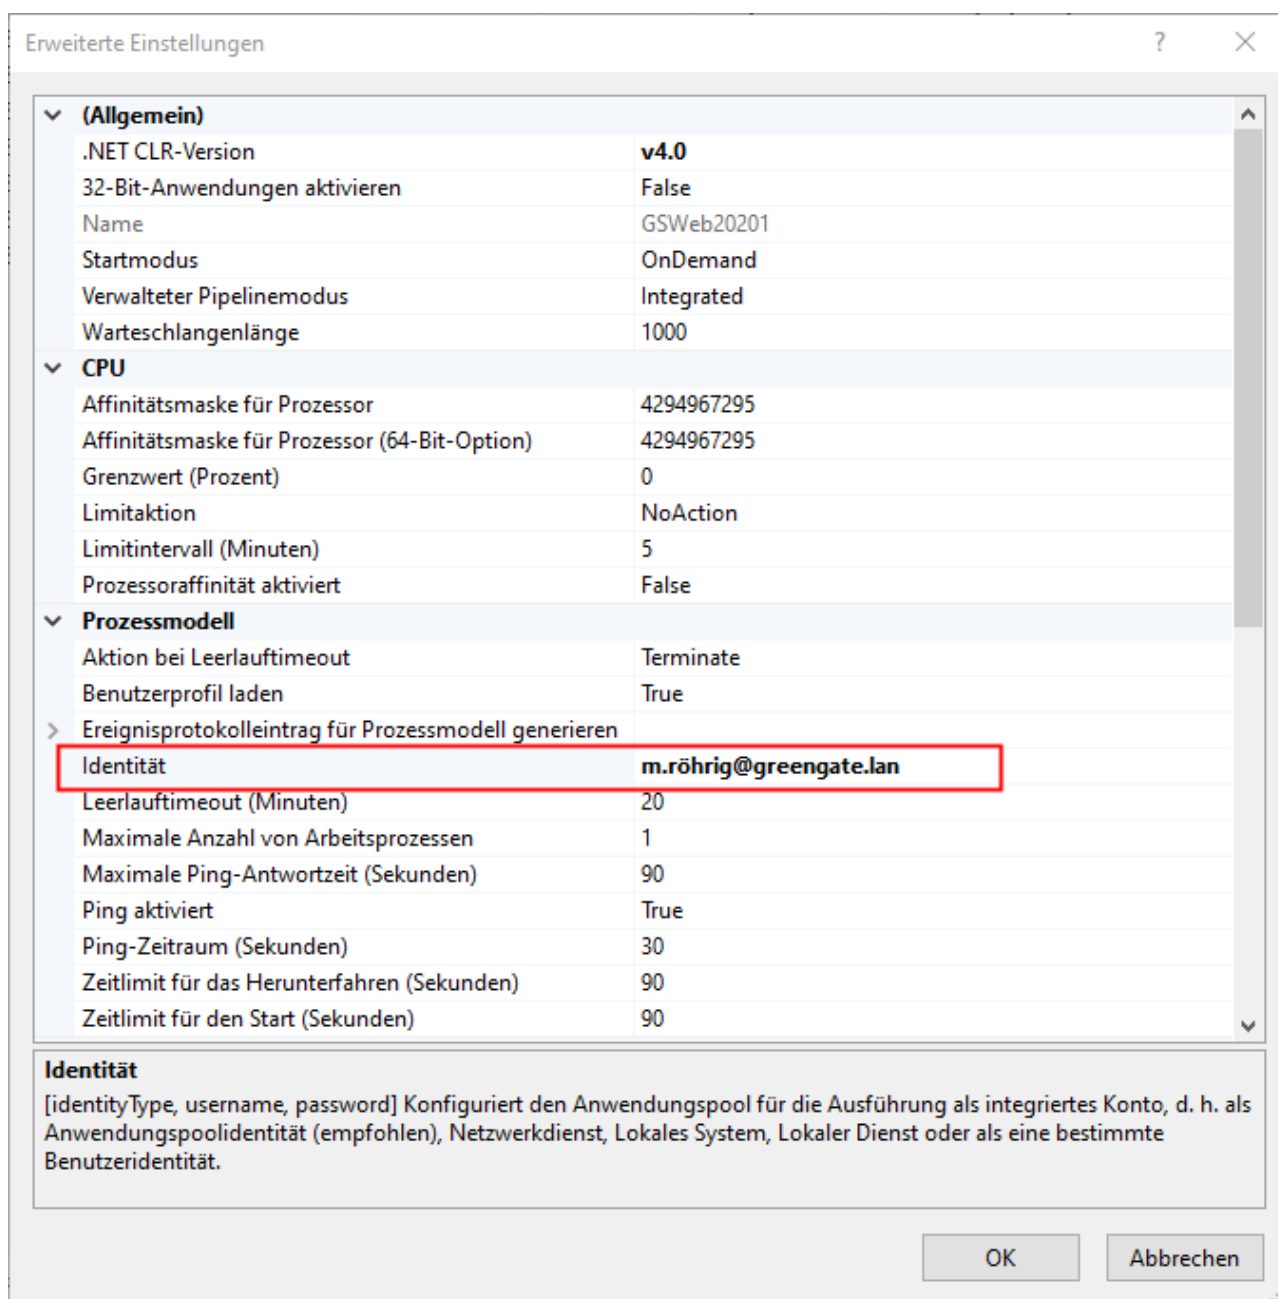 Erweiterte Einstellungen ?
(Allgemein)
.NET CLR-Version v4.0
32-Bit-Anwendungen aktivieren False
Name GSWeb20201
Startmodus OnDemand
Verwalteter Pipelinemodus Integrated
Warteschlangenlänge 1000
CPU
Affinitätsmaske für Prozessor 4294967295
Affinitätsmaske für Prozessor (64-Bit-Option) 4294967295
Grenzwert (Prozent) 0
Limitaktion NoAction
Limitintervall (Minuten) 5
Prozessoraffinität aktiviert False
Prozessmodell
Aktion bei Leerlauftimeout Terminate
Benutzerprofil laden True
Ereignisprotokolleintrag für Prozessmodell generieren
Identität m.röhrig@greengate.lan
Leerlauftimeout (Minuten) 20
Maximale Anzahl von Arbeitsprozessen 1
Maximale Ping-Antwortzeit (Sekunden) 90
Ping aktiviert True
Ping-Zeitraum (Sekunden) 30
Zeitlimit für das Herunterfahren (Sekunden) 90
Zeitlimit für den Start (Sekunden) 90
Identität
[identityType, username, password] Konfiguriert den Anwendungspool für die Ausführung als integriertes Konto, d. h. als
Anwendungspoolidentität (empfohlen), Netzwerkdienst, Lokales System, Lokaler Dienst oder als eine bestimmte
Benutzeridentität.
OK Abbrechen